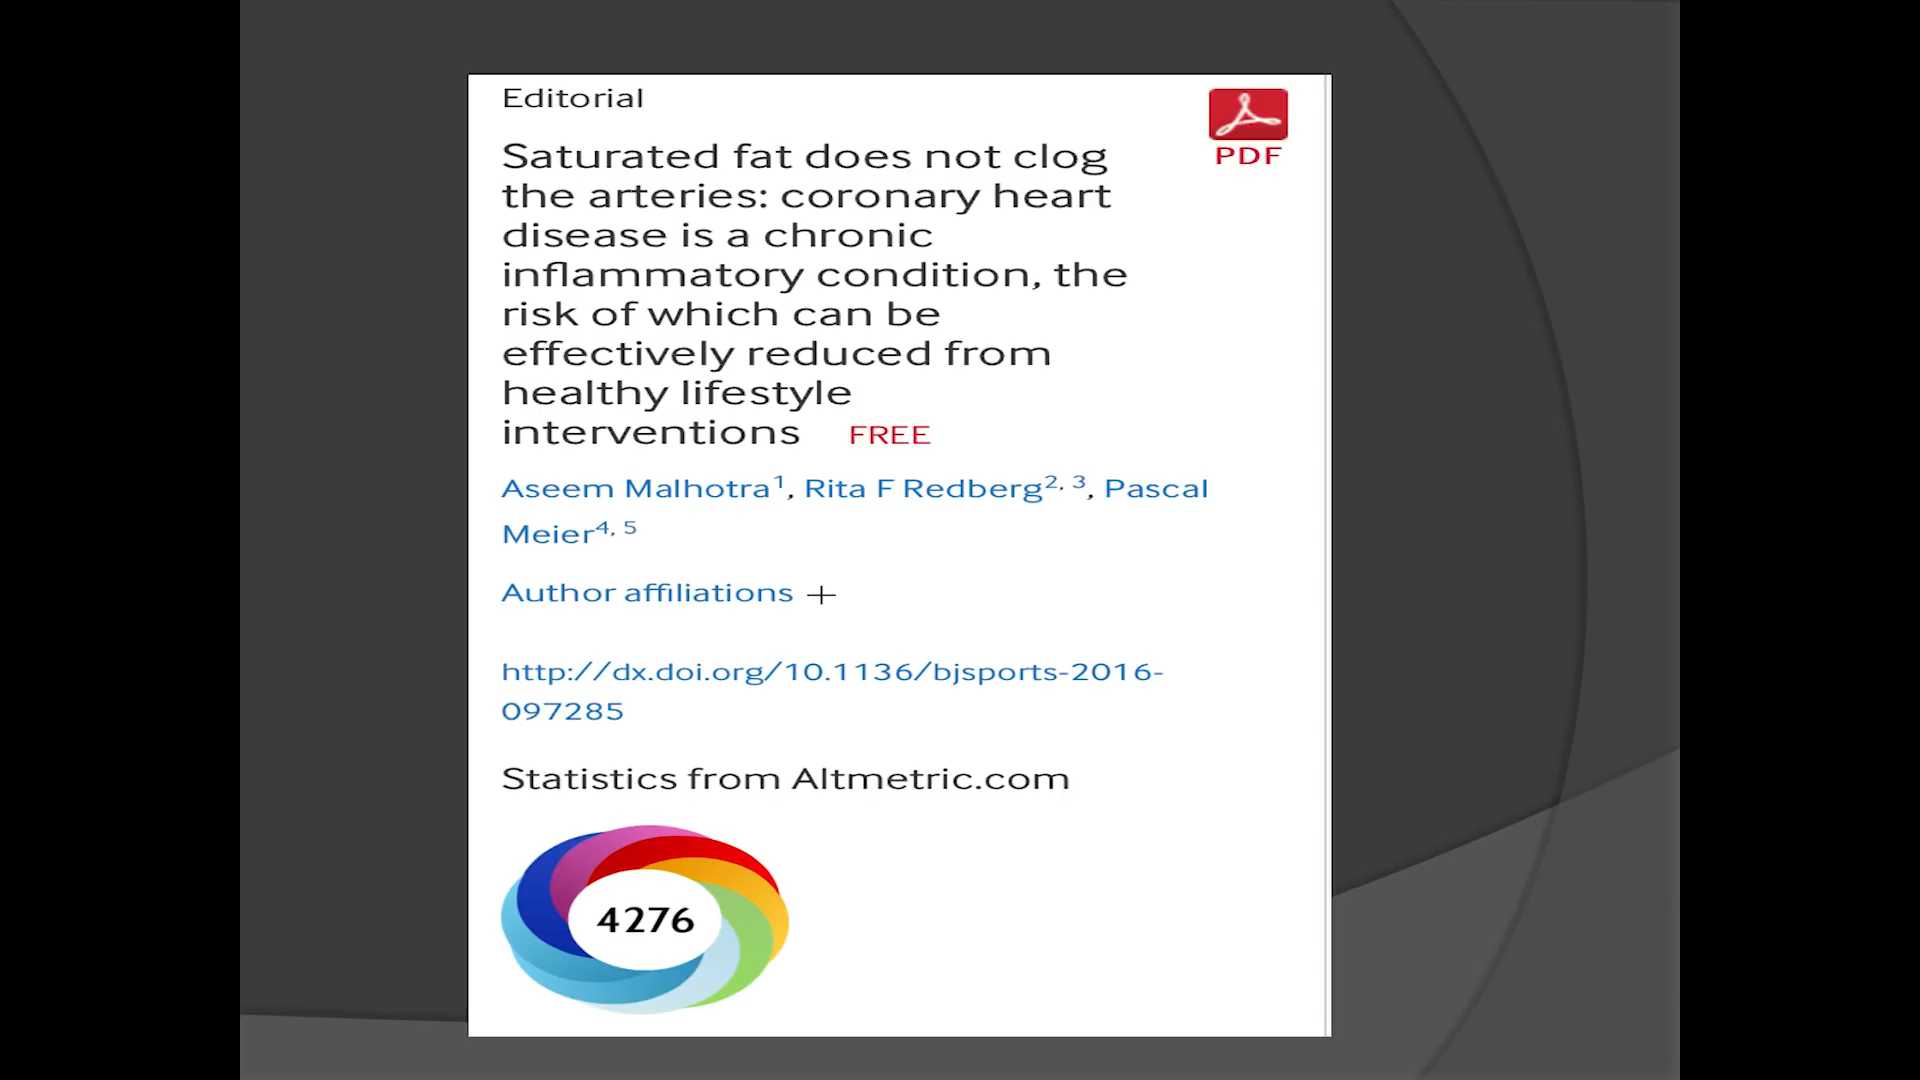 Editorial
PDF
Saturated fat does not clog
the arteries: coronary heart
disease is a chronic
inflammatory condition, the
risk of which can be
effectively reduced from
healthy lifestyle
interventions FREE
Aseem Malhotra1, Rita F Redberg2, 3, Pascal
Meier4, 5
Author affiliations +
http://dx.doi.org/10.1136/bjsports-2016-
097285
Statistics from Altmetric.com
4276